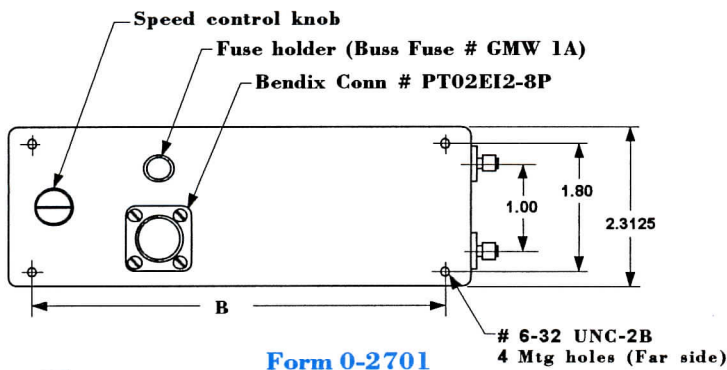 Speed control knob
Fuse holder (Buss Fuse # GMW 1A)
Bendix Conn # PT02EI2-8P
1.00
1.80
2.3125
B
# 6-32 UNC-2B
4 Mtg holes (Far side)
Form 0-2701